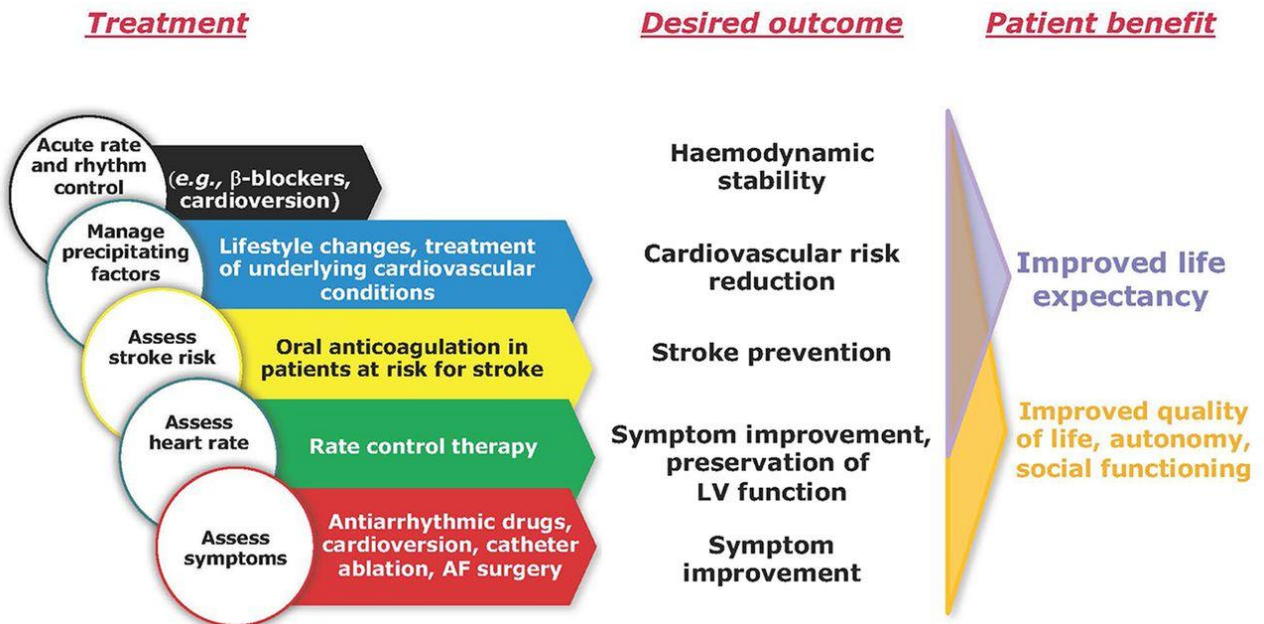 Treatment
Desired outcome
Patient benefit
Acute rate
and rhythm
control
(e.g., β-blockers,
cardioversion)
Haemodynamic
stability
Manage
precipitating
factors
Lifestyle changes, treatment
of underlying cardiovascular
conditions
Cardiovascular risk
reduction
Improved life
expectancy
Assess
stroke risk
Oral anticoagulation in
patients at risk for stroke
Stroke prevention
Assess
heart rate
Rate control therapy
Symptom improvement,
preservation of
LV function
Improved quality
of life, autonomy,
social functioning
Assess
symptoms
Antiarrhythmic drugs,
cardioversion, catheter
ablation, AF surgery
Symptom
improvement